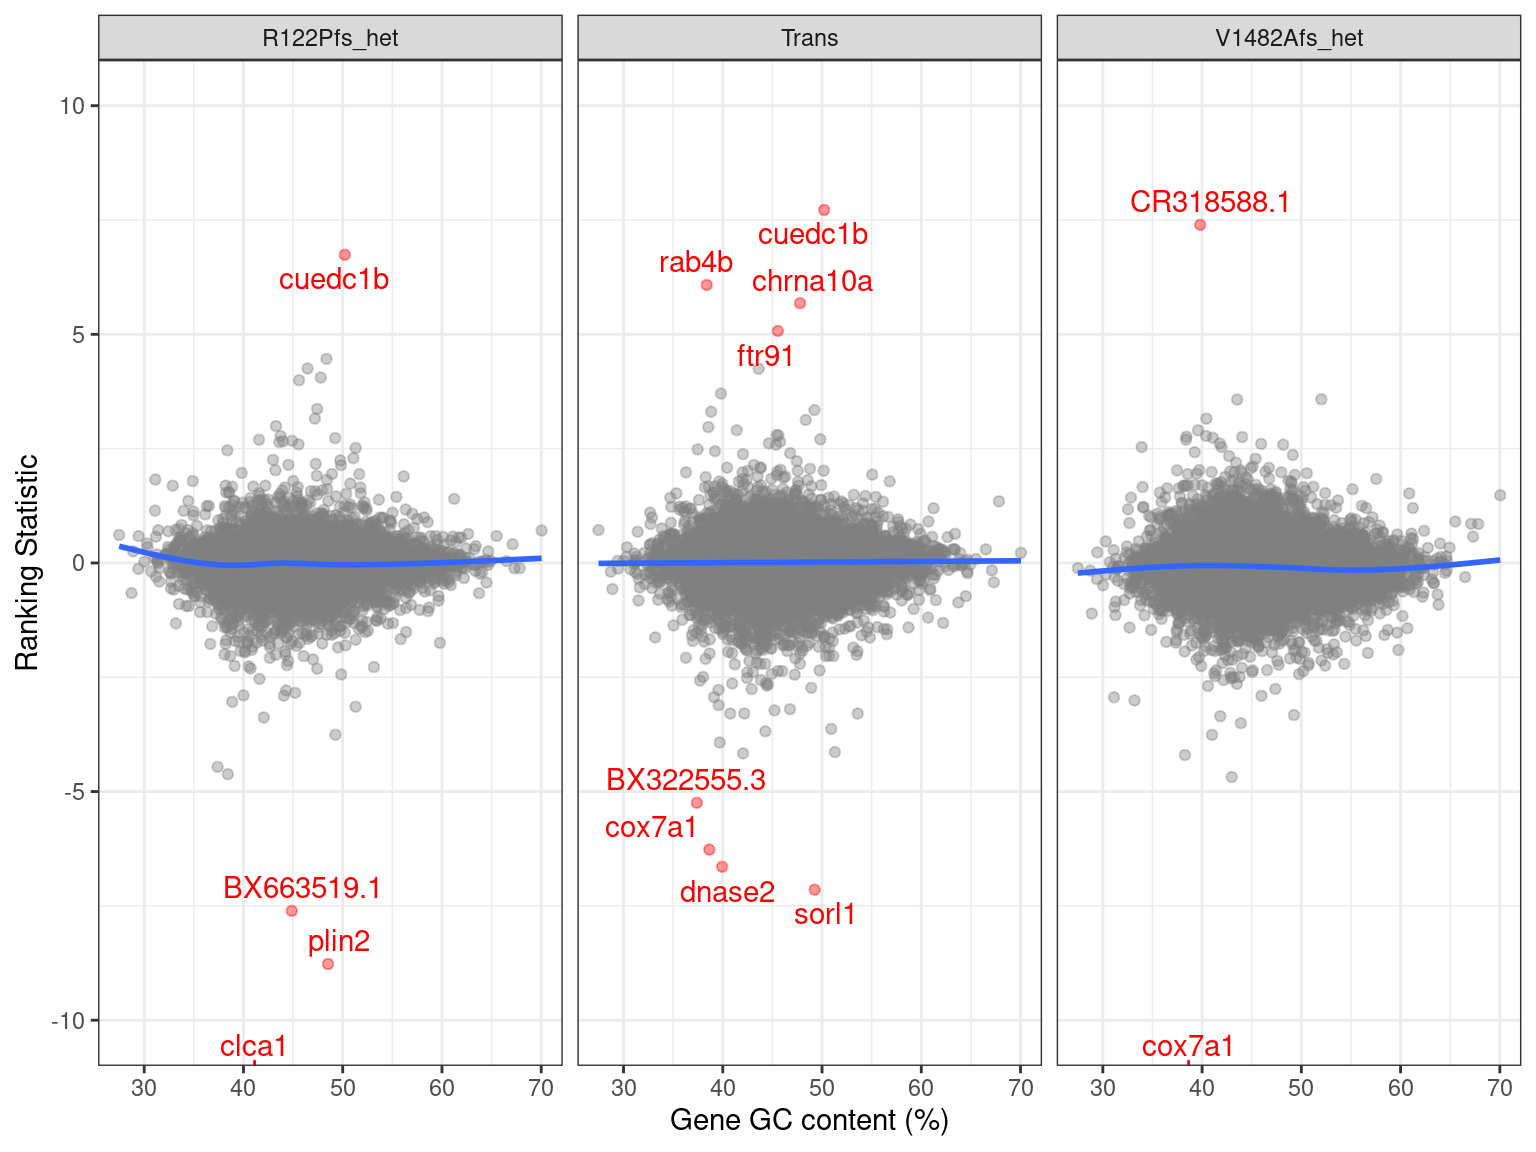 R122Pfs_het
Trans
V1482Afs_het
Ranking Statistic
10
5
0
-5
-10
cuedc1b
BX663519.1
plin2
clca1
cuedc1b
rab4b
chrna10a
ftr91
BX322555.3
cox7a1
dnase2
sorl1
CR318588.1
cox7a1
30 40 50 60 70
30 40 50 60 70
30 40 50 60 70
Gene GC content (%)